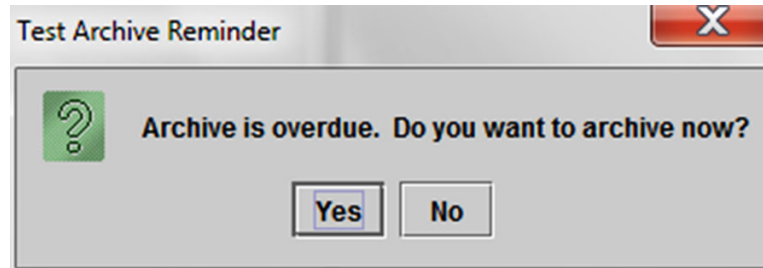 Test Archive Reminder
Archive is overdue. Do you want to archive now?
Yes No